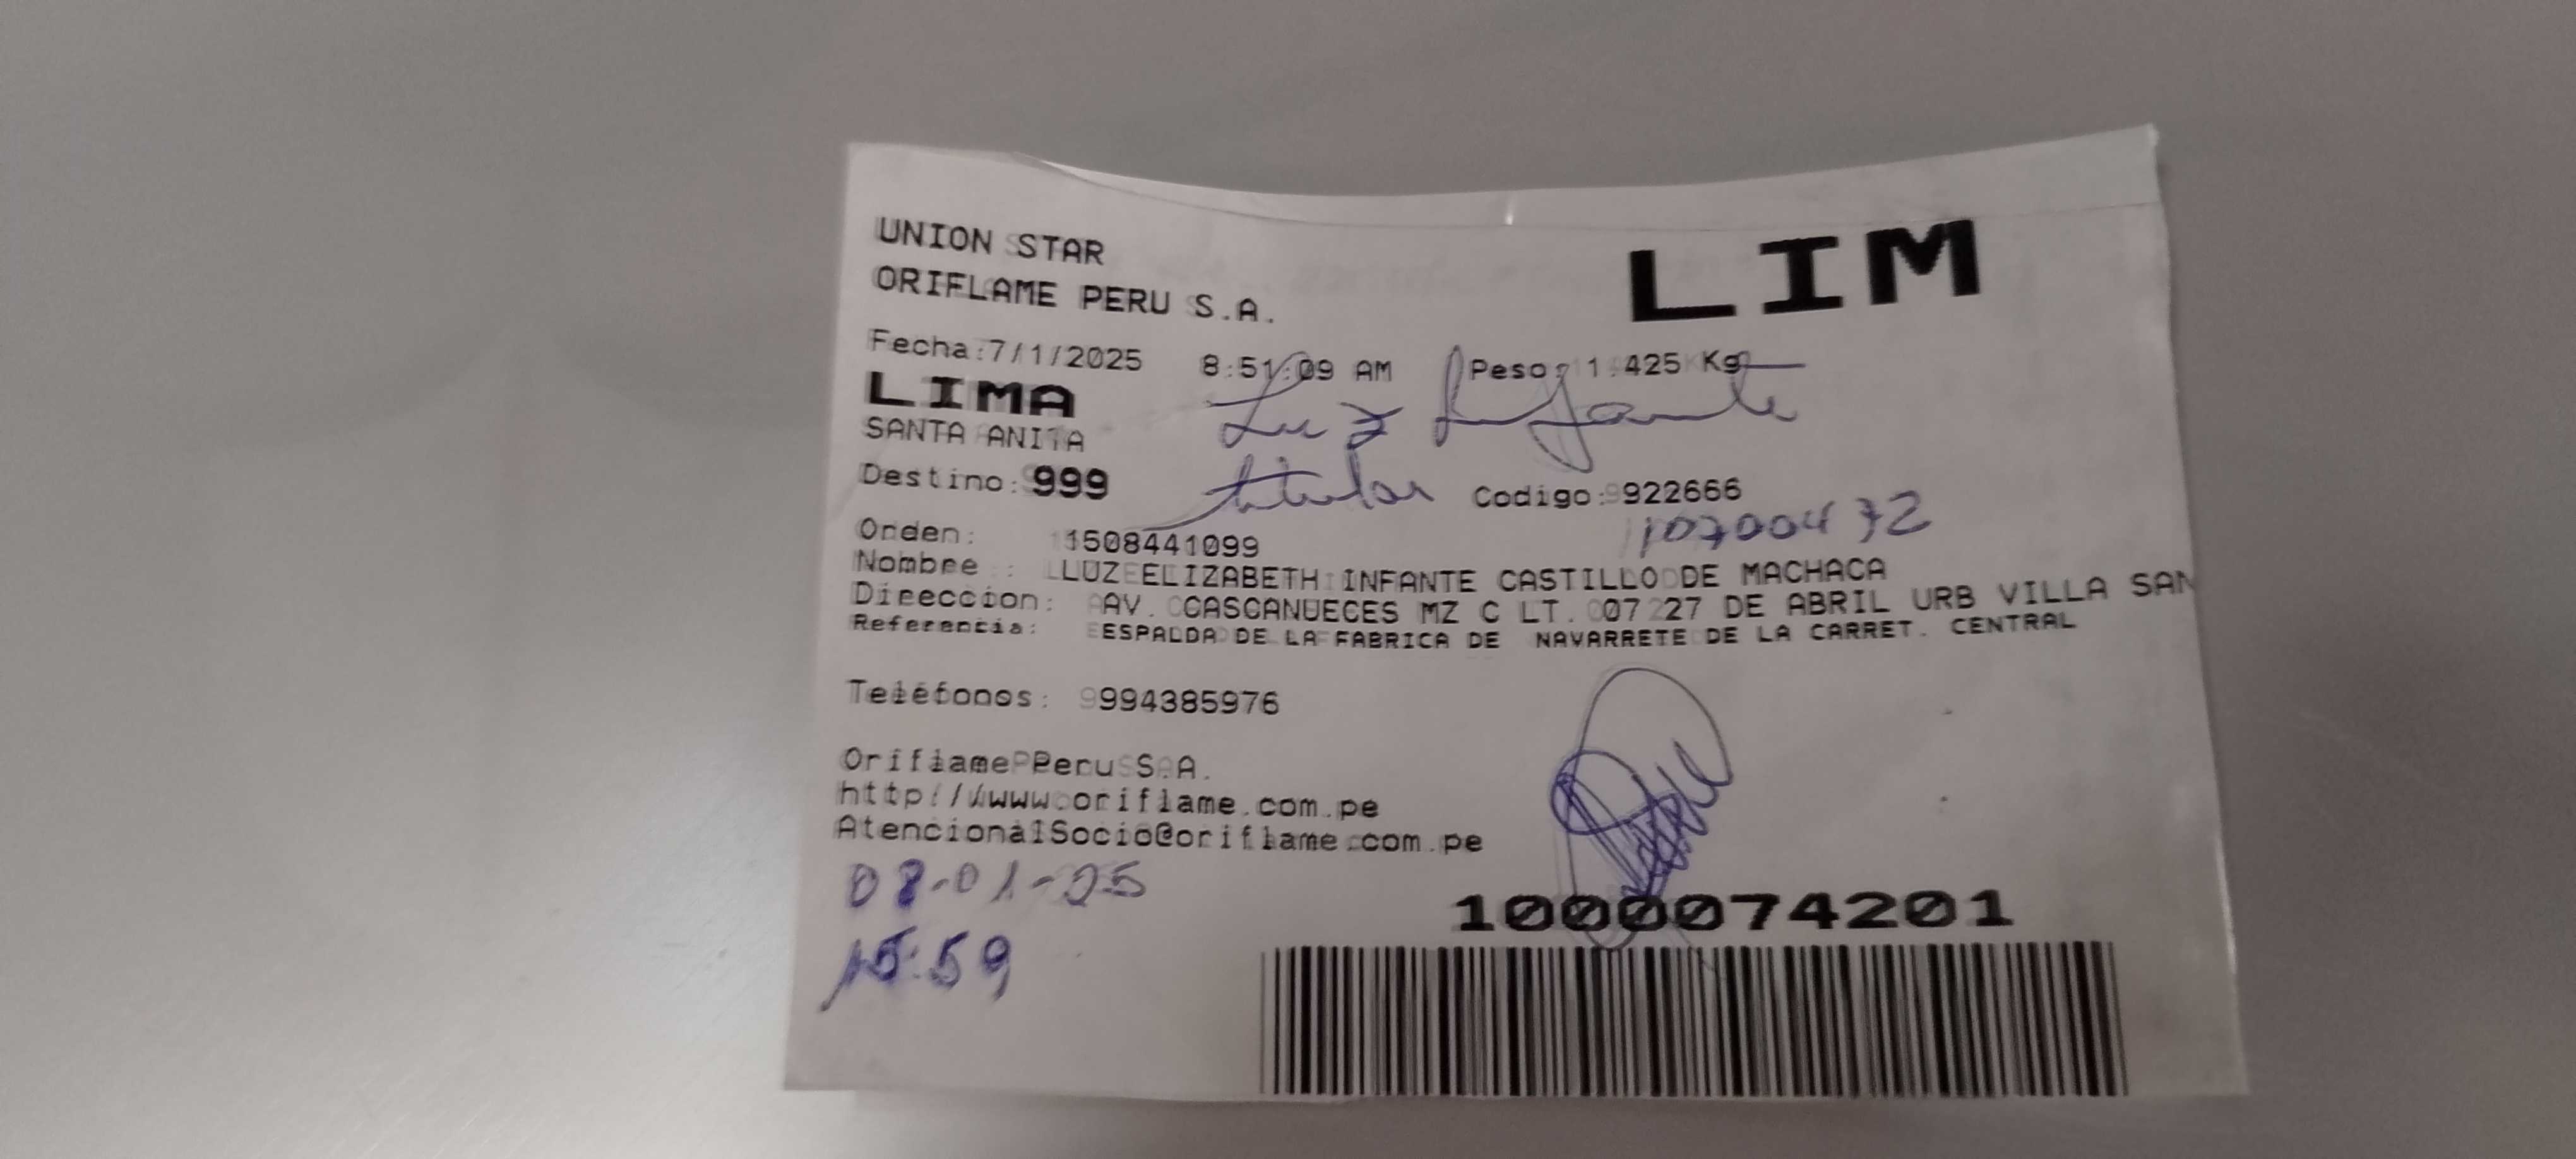 UNION STAR
LIM
ORIFLAME PERU S.A.
Fecha:7/1/2025 8:51:09 AM Peso: 1.425 Kg
LIMA
Luz Infante
SANTA ANITA
Destino: 999 titular Codigo: 922666
10700472
Orden: 1508441099
Nombre : LUZ ELIZABETH INFANTE CASTILLO DE MACHACA
Direccion: AV. CASCANUECES MZ C LT. 07 27 DE ABRIL URB VILLA SAN
Referencia: ESPALDA DE LA FABRICA DE NAVARRETE DE LA CARRET. CENTRAL
Teléfonos: 994385976
Oriflame Peru S.A.
http://www.oriflame.com.pe
AtencionalSocio@oriflame.com.pe
08-01-25
15:59
1000074201